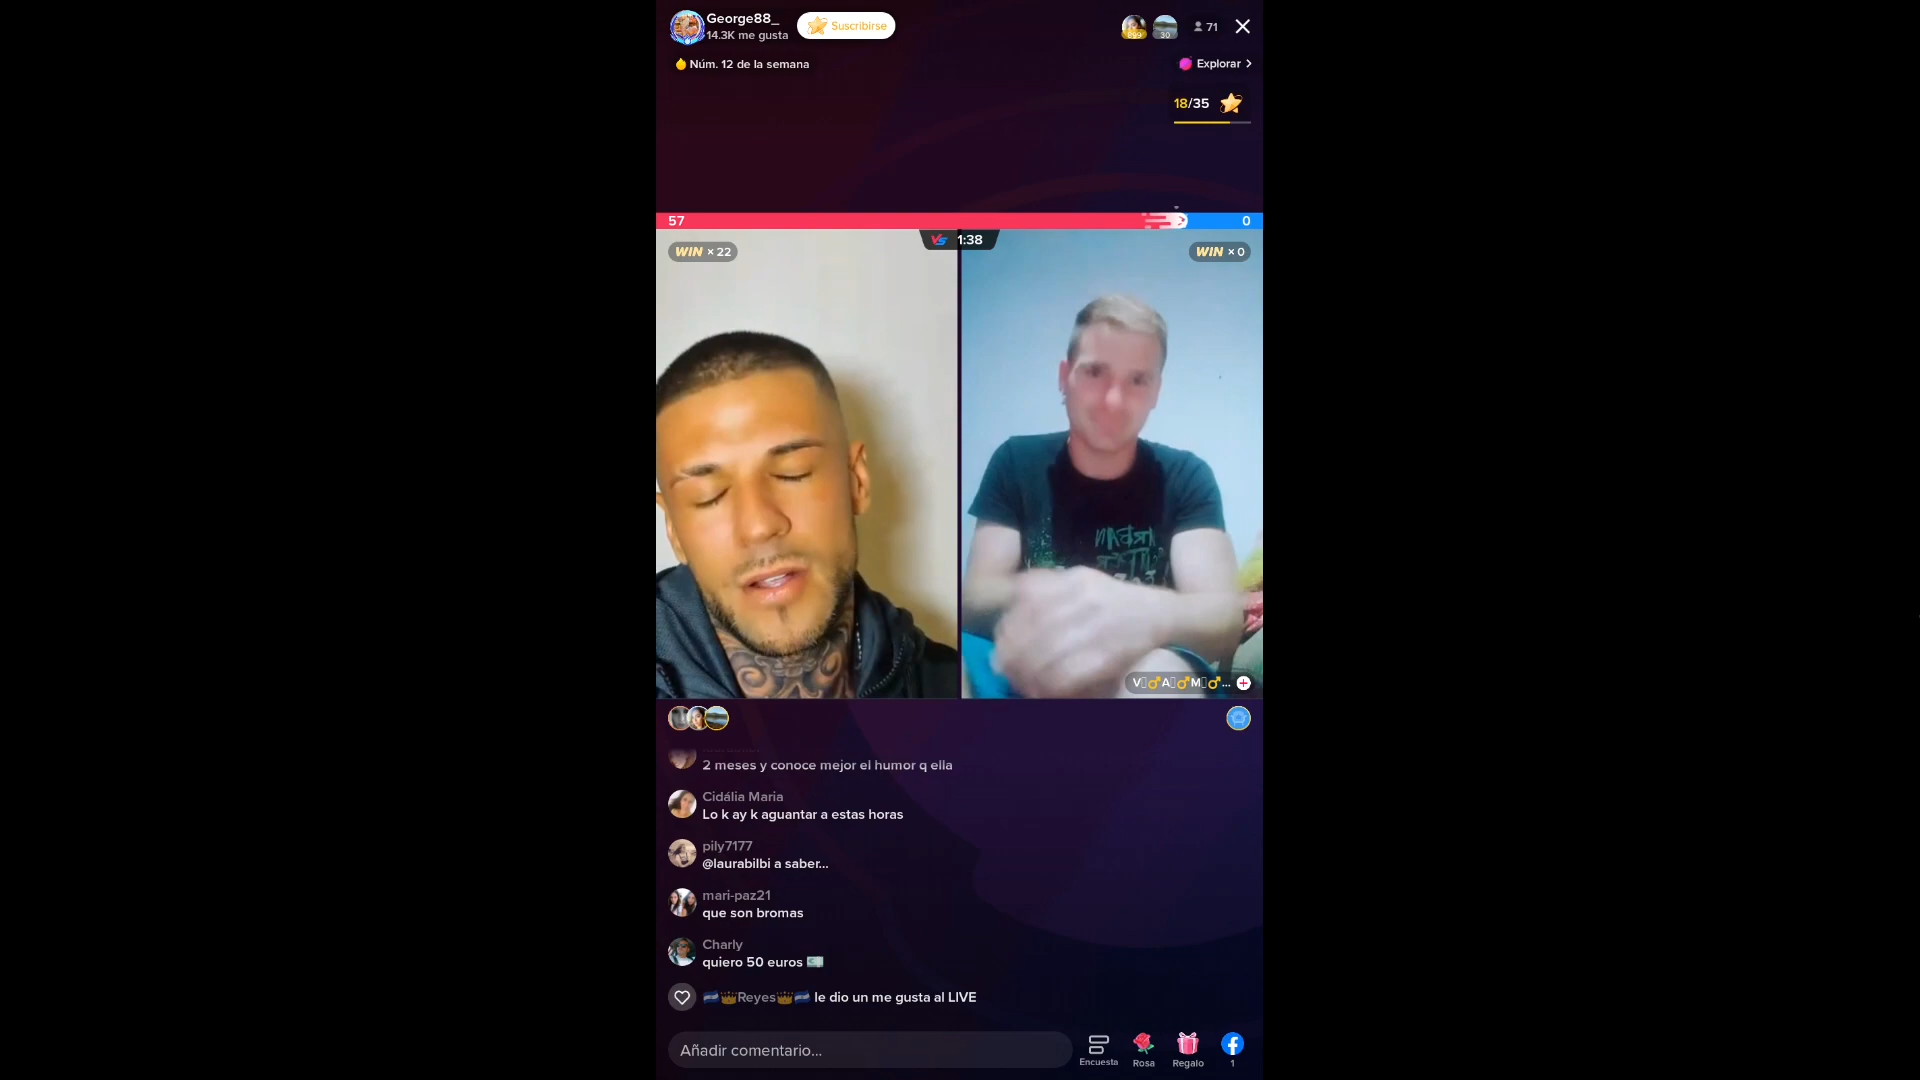 George88_
14.3K me gusta
Suscribirse
899
30
71
Núm. 12 de la semana
Explorar
18/35
57
0
WIN × 22
VS 1:38
WIN × 0
V♂A♂M♂...
2 meses y conoce mejor el humor q ella
Cidália Maria
Lo k ay k aguantar a estas horas
pily7177
@laurabilbi a saber...
mari-paz21
que son bromas
Charly
quiero 50 euros
Reyes le dio un me gusta al LIVE
Añadir comentario...
Encuesta
Rosa
Regalo
1